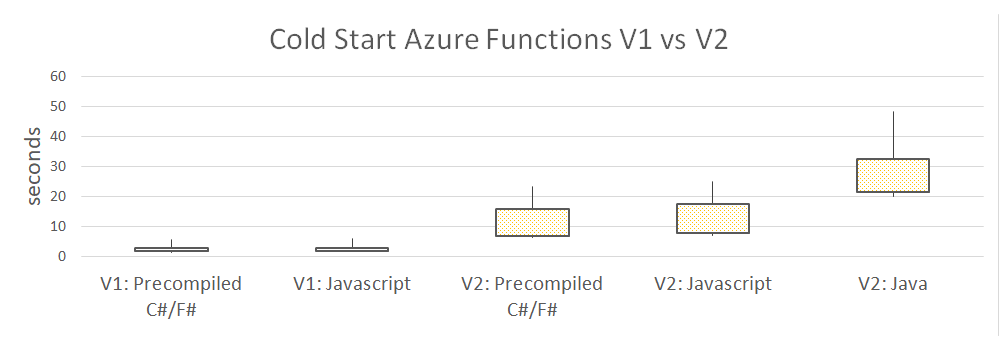 Cold Start Azure Functions V1 vs V2
seconds
60
50
40
30
20
10
0
V1: Precompiled
C#/F#
V1: Javascript
V2: Precompiled
C#/F#
V2: Javascript
V2: Java